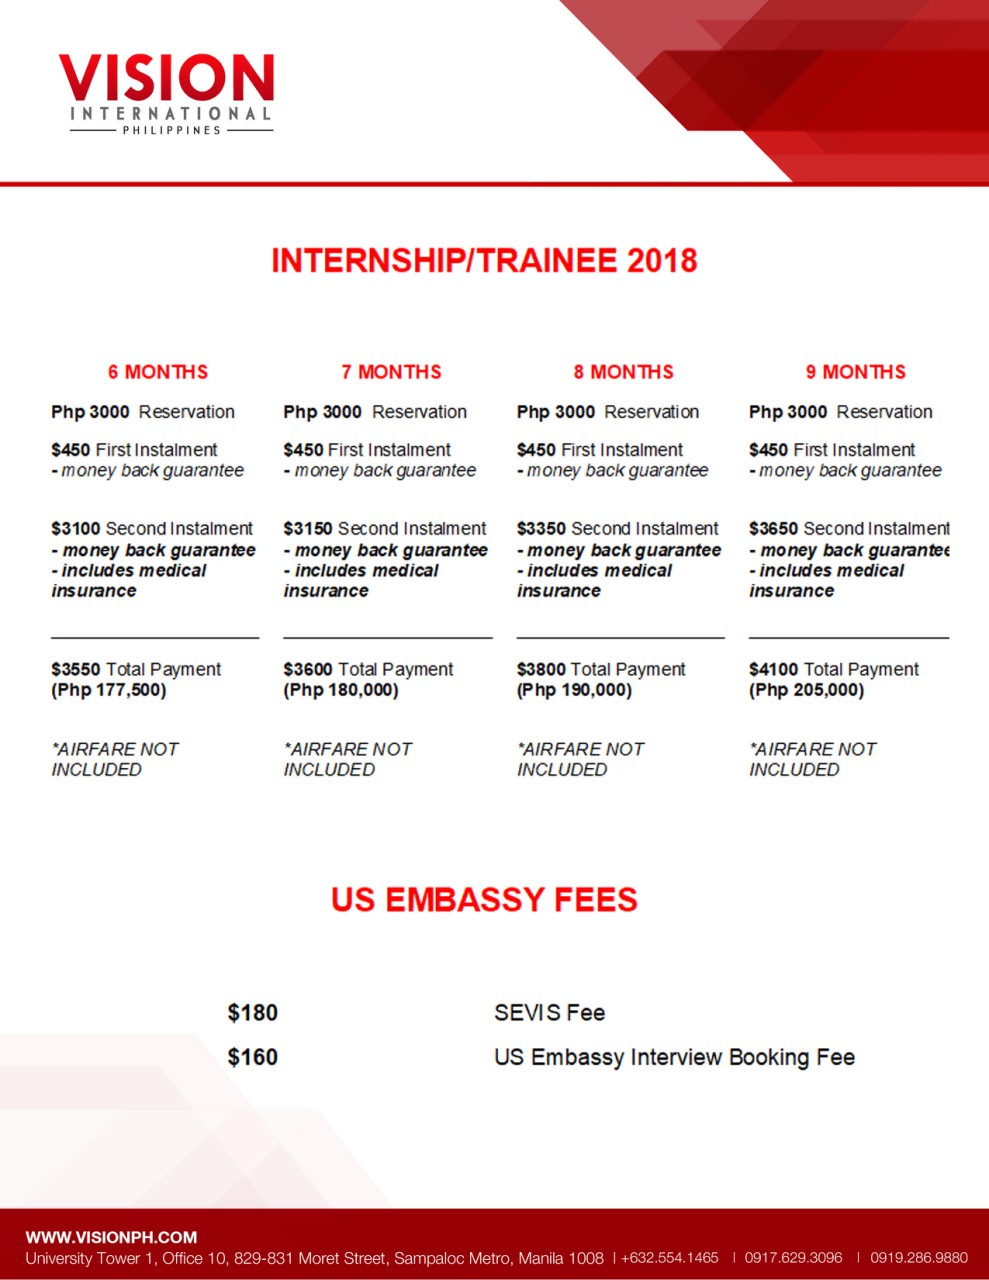 VISION
INTERNATIONAL
PHILIPPINES
INTERNSHIP/TRAINEE 2018
6 MONTHS
Php 3000 Reservation
$450 First Instalment
- money back guarantee
$3100 Second Instalment
- money back guarantee
- includes medical
insurance
$3550 Total Payment
(Php 177,500)
*AIRFARE NOT
INCLUDED
7 MONTHS
Php 3000 Reservation
$450 First Instalment
- money back guarantee
$3150 Second Instalment
- money back guarantee
- includes medical
insurance
$3600 Total Payment
(Php 180,000)
*AIRFARE NOT
INCLUDED
8 MONTHS
Php 3000 Reservation
$450 First Instalment
- money back guarantee
$3350 Second Instalment
- money back guarantee
- includes medical
insurance
$3800 Total Payment
(Php 190,000)
*AIRFARE NOT
INCLUDED
9 MONTHS
Php 3000 Reservation
$450 First Instalment
- money back guarantee
$3650 Second Instalment
- money back guarantee
- includes medical
insurance
$4100 Total Payment
(Php 205,000)
*AIRFARE NOT
INCLUDED
US EMBASSY FEES
$180 SEVIS Fee
$160 US Embassy Interview Booking Fee
WWW.VISIONPH.COM
University Tower 1, Office 10, 829-831 Moret Street, Sampaloc Metro, Manila 1008 | +632.554.1465 | 0917.629.3096 | 0919.286.9880